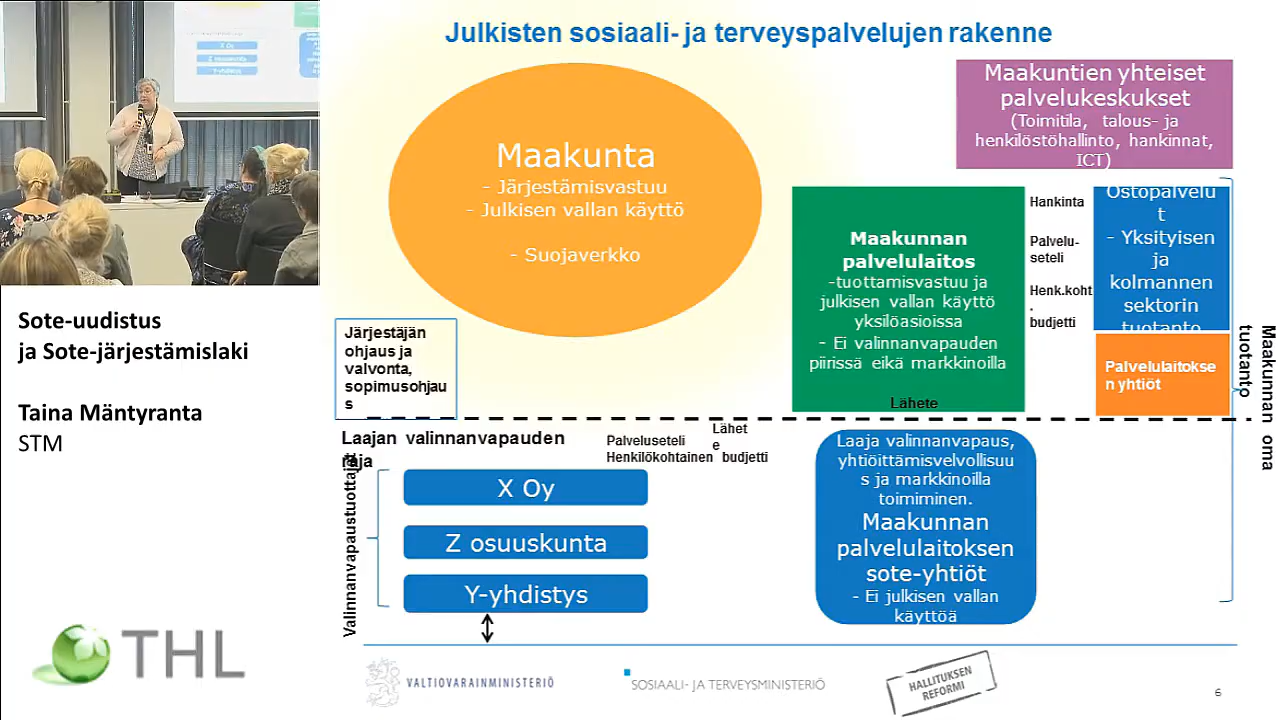 Julkisten sosiaali- ja terveyspalvelujen rakenne
X Oy
Z osuuskunta
Y-yhdistys
Maakunta
- Järjestämisvastuu
- Julkisen vallan käyttö
- Suojaverkko
Maakuntien yhteiset
palvelukeskukset
(Toimitila, talous- ja
henkilöstöhallinto, hankinnat,
ICT)
Maakunnan
palvelulaitos
-tuottamisvastuu ja
julkisen vallan käyttö
yksilöasioissa
- Ei valinnanvapauden
piirissä eikä markkinoilla
Lähete
Hankinta
Palvelu-
seteli
Henk.koht
.
budjetti
Ostopalvelu
t
- Yksityisen
ja
kolmannen
sektorin
tuotanto
Palvelulaitokse
n yhtiöt
Maakunnan oma
tuotanto
Sote-uudistus
ja Sote-järjestämislaki
Taina Mäntyranta
STM
Järjestäjän
ohjaus ja
valvonta,
sopimusohjau
s
Laajan valinnanvapauden
raja
Palveluseteli
Henkilökohtainen budjetti
Lähet
e
Valinnanvapaustuottajat
X Oy
Z osuuskunta
Y-yhdistys
Laaja valinnanvapaus,
yhtiöittämisvelvollisuu
s ja markkinoilla
toimiminen.
Maakunnan
palvelulaitoksen
sote-yhtiöt
- Ei julkisen vallan
käyttöä
THL
VALTIOVARAINMINISTERIÖ
SOSIAALI- JA TERVEYSMINISTERIÖ
HALLITUKSEN
REFORMI
6